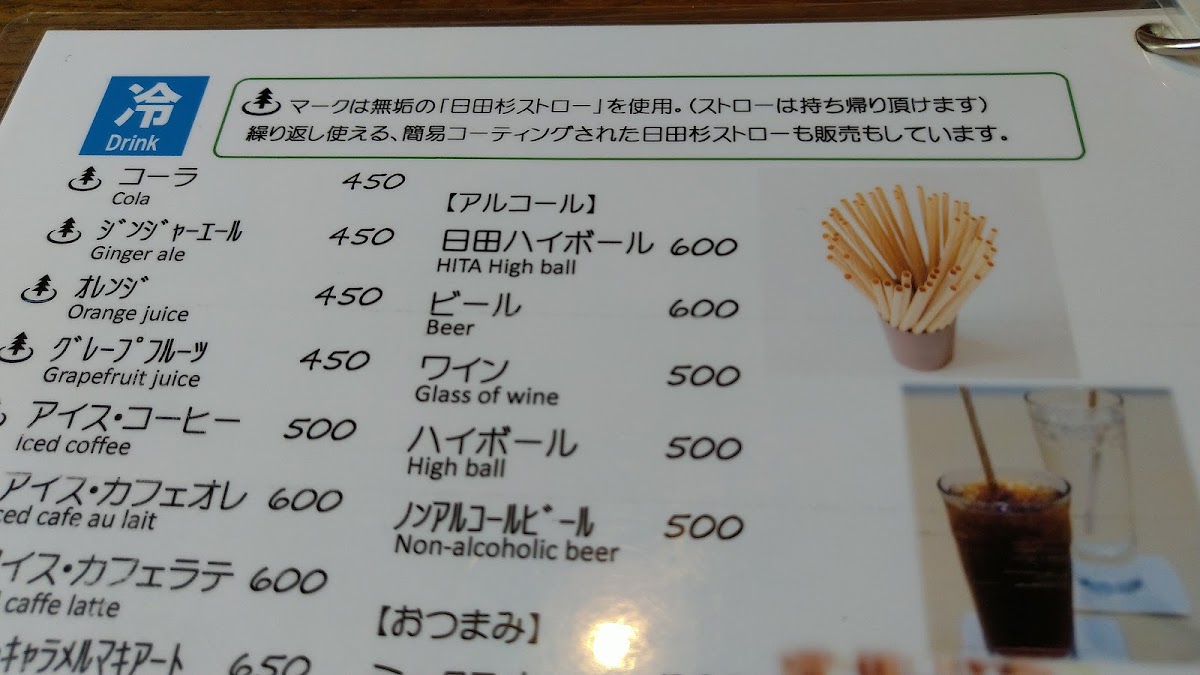 冷
Drink
マークは無垢の「日田杉ストロー」を使用。（ストローは持ち帰り頂けます）
繰り返し使える、簡易コーティングされた日田杉ストローも販売もしています。
コーラ 450
Cola
ジンジャーエール 450
Ginger ale
オレンジ 450
Orange juice
グレープフルーツ 450
Grapefruit juice
アイス・コーヒー 500
iced coffee
アイス・カフェオレ 600
ced cafe au lait
イス・カフェラテ 600
caffe latte
キャラメルマキアート 650
【アルコール】
日田ハイボール 600
HITA High ball
ビール 600
Beer
ワイン 500
Glass of wine
ハイボール 500
High ball
ノンアルコールビール 500
Non-alcoholic beer
【おつまみ】